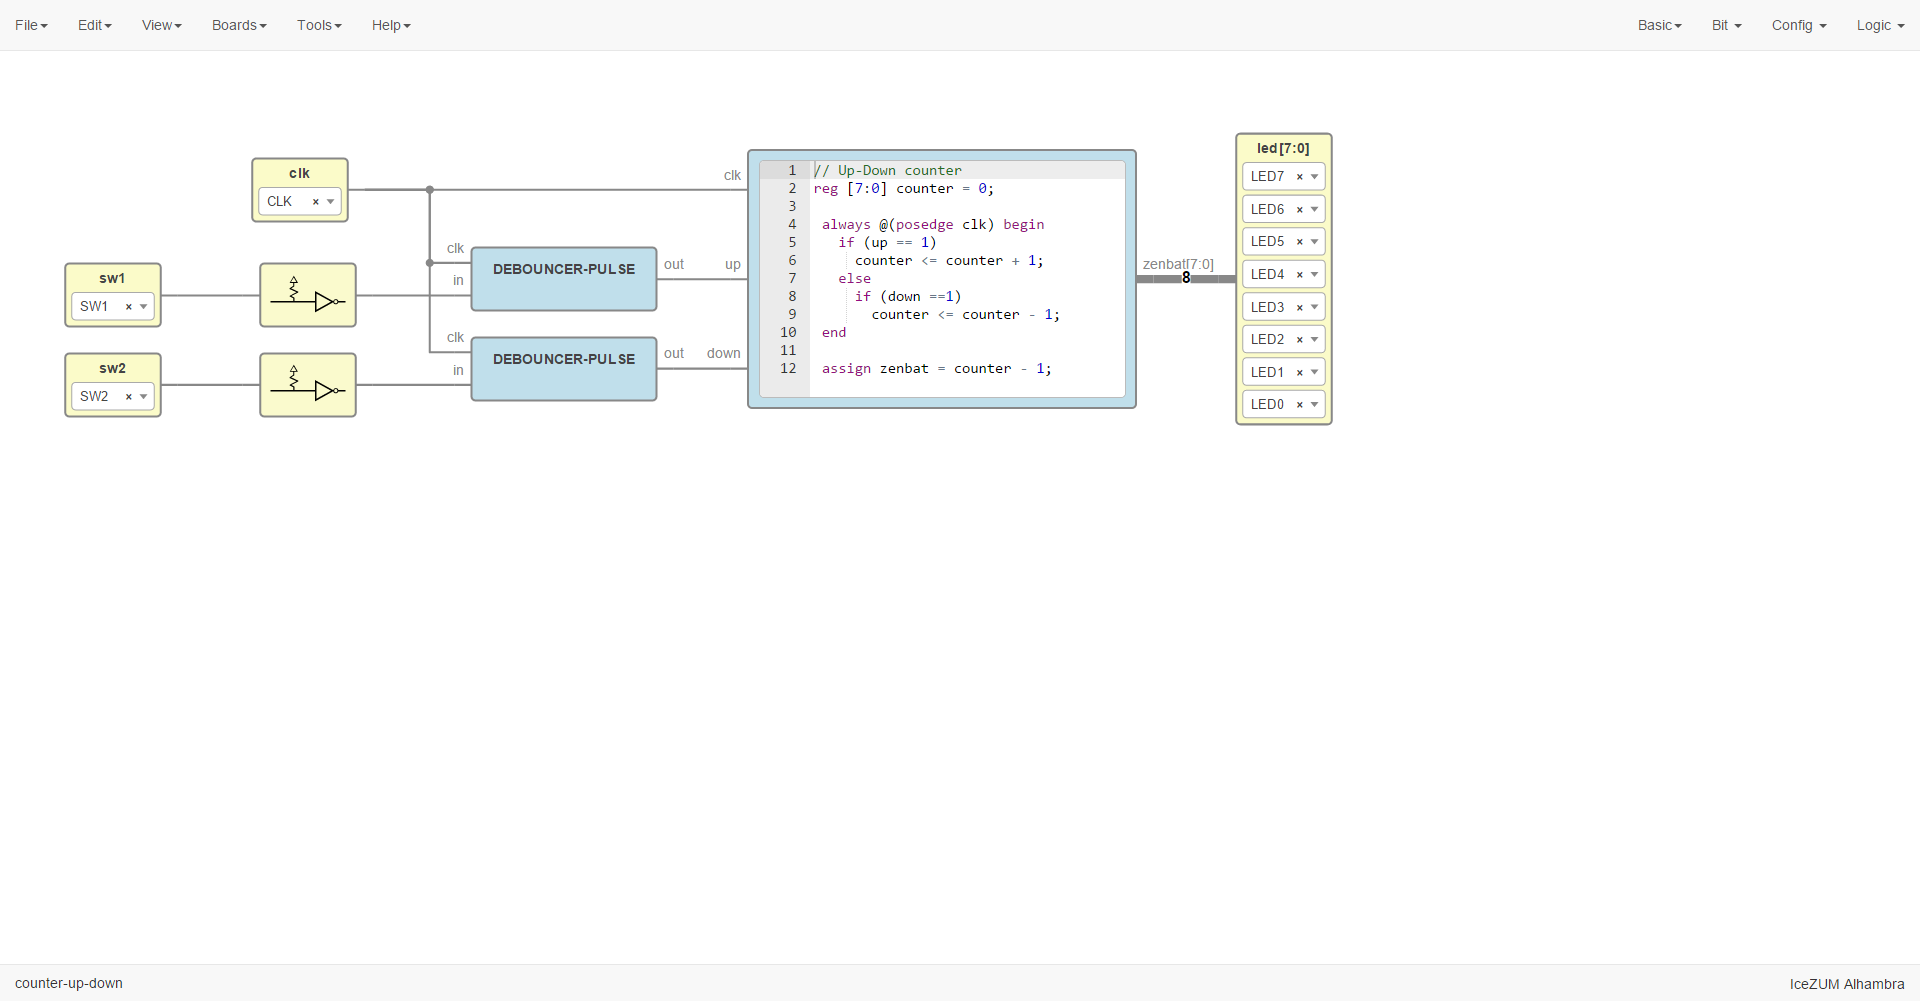 File Edit View Boards Tools Help Basic Bit Config Logic
clk
CLK ×
sw1
SW1 ×
sw2
SW2 ×
clk
in
DEBOUNCER-PULSE
out
clk
in
DEBOUNCER-PULSE
out
clk
up
down
1 // Up-Down counter
2 reg [7:0] counter = 0;
3
4 always @(posedge clk) begin
5 if (up == 1)
6 counter <= counter + 1;
7 else
8 if (down ==1)
9 counter <= counter - 1;
10 end
11
12 assign zenbat = counter - 1;
zenbat[7:0]
8
led[7:0]
LED7 ×
LED6 ×
LED5 ×
LED4 ×
LED3 ×
LED2 ×
LED1 ×
LED0 ×
counter-up-down
IceZUM Alhambra